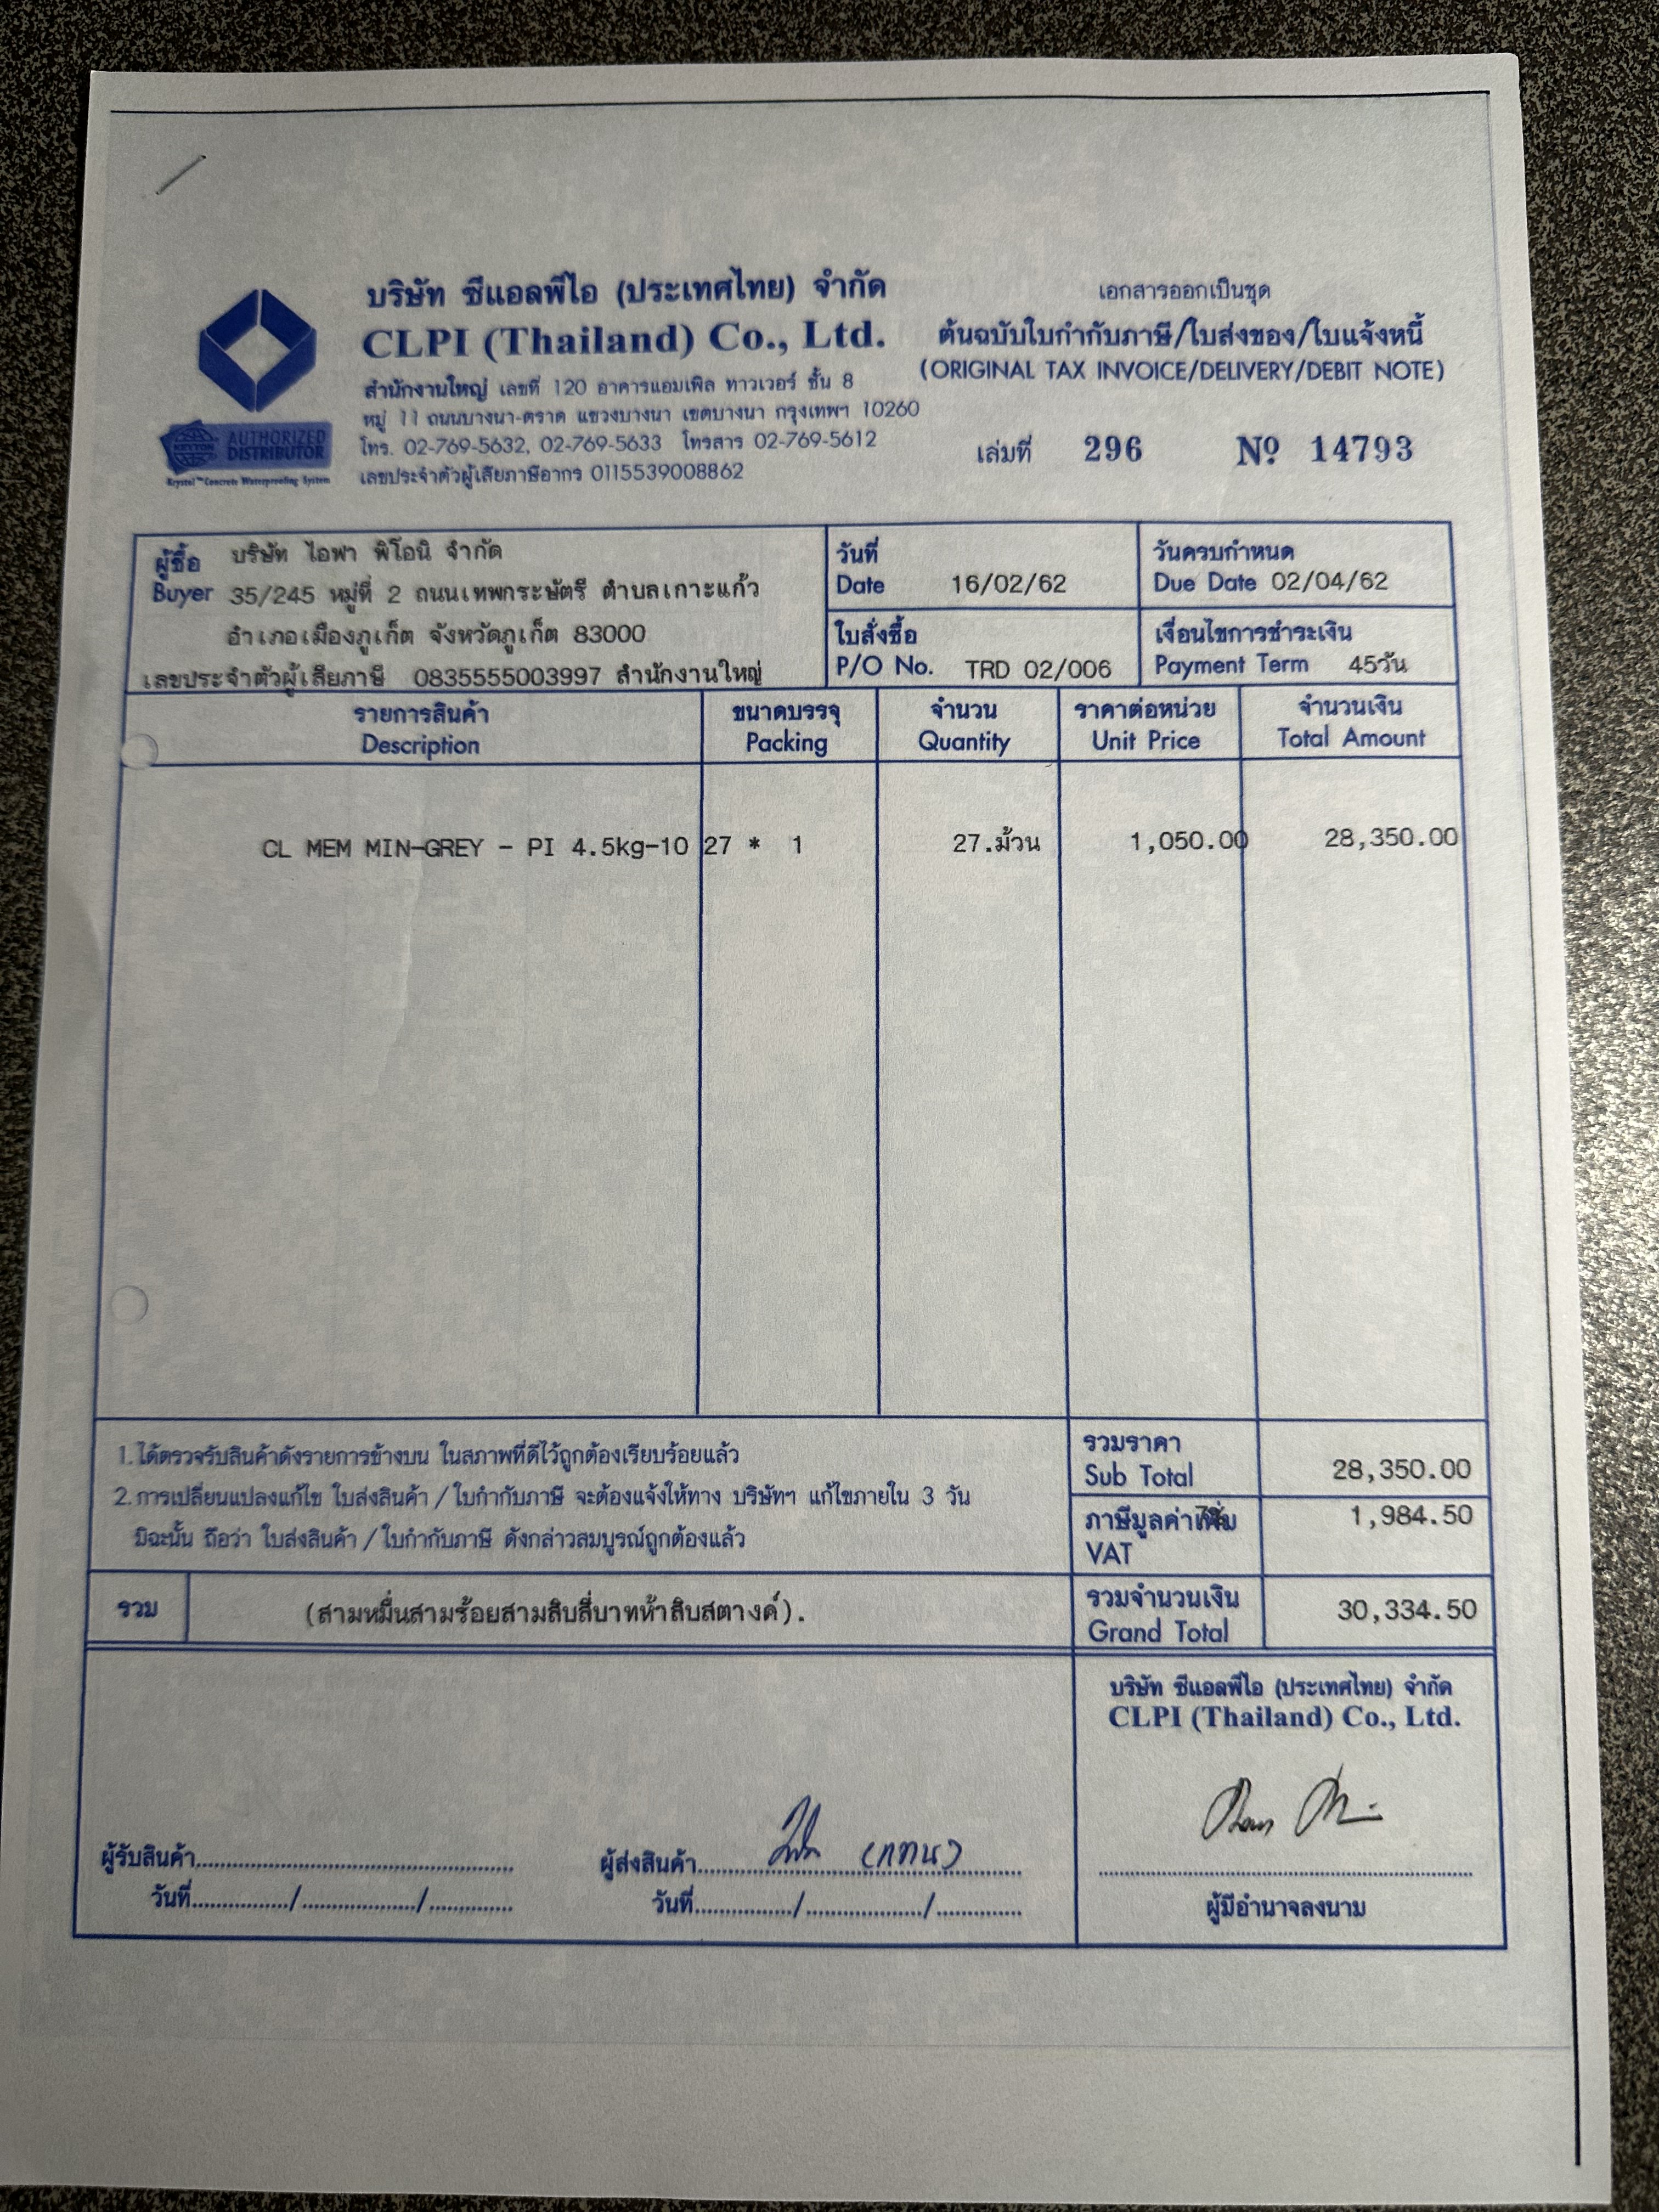 บริษัท ซีแอลพีไอ (ประเทศไทย) จำกัด
CLPI (Thailand) Co., Ltd.
สำนักงานใหญ่ เลขที่ 120 อาคารแอมเพิล ทาวเวอร์ ชั้น 8
หมู่ 11 ถนนบางนา-ตราด แขวงบางนา เขตบางนา กรุงเทพฯ 10260
โทร. 02-769-5632, 02-769-5633 โทรสาร 02-769-5612
เลขประจำตัวผู้เสียภาษีอากร 0115539008862
AUTHORIZED
DISTRIBUTOR
Krystol™ Concrete Waterproofing System
เอกสารออกเป็นชุด
ต้นฉบับใบกำกับภาษี/ใบส่งของ/ใบแจ้งหนี้
(ORIGINAL TAX INVOICE/DELIVERY/DEBIT NOTE)
เล่มที่ 296 Nº 14793
ผู้ซื้อ บริษัท ไอฟา พีโอนิ จำกัด
Buyer 35/245 หมู่ที่ 2 ถนนเทพกระษัตรี ตำบลเกาะแก้ว
อำเภอเมืองภูเก็ต จังหวัดภูเก็ต 83000
เลขประจำตัวผู้เสียภาษี 0835555003997 สำนักงานใหญ่
วันที่
Date 16/02/62
วันครบกำหนด
Due Date 02/04/62
ใบสั่งซื้อ
P/O No. TRD 02/006
เงื่อนไขการชำระเงิน
Payment Term 45วัน
รายการสินค้า ขนาดบรรจุ จำนวน ราคาต่อหน่วย จำนวนเงิน
Description Packing Quantity Unit Price Total Amount
CL MEM MIN-GREY - PI 4.5kg-10 27 * 1 27.ม้วน 1,050.00 28,350.00
1.ได้ตรวจรับสินค้าดังรายการข้างบน ในสภาพที่ดีไว้ถูกต้องเรียบร้อยแล้ว
2.การเปลี่ยนแปลงแก้ไข ใบส่งสินค้า / ใบกำกับภาษี จะต้องแจ้งให้ทาง บริษัทฯ แก้ไขภายใน 3 วัน
มิฉะนั้น ถือว่า ใบส่งสินค้า / ใบกำกับภาษี ดังกล่าวสมบูรณ์ถูกต้องแล้ว
รวมราคา
Sub Total 28,350.00
ภาษีมูลค่าเพิ่ม 7% 1,984.50
VAT
รวม (สามหมื่นสามร้อยสามสิบสี่บาทห้าสิบสตางค์).
รวมจำนวนเงิน
Grand Total 30,334.50
บริษัท ซีแอลพีไอ (ประเทศไทย) จำกัด
CLPI (Thailand) Co., Ltd.
ผู้รับสินค้า
วันที่ / /
ผู้ส่งสินค้า (แทน)
วันที่ / /
ผู้มีอำนาจลงนาม